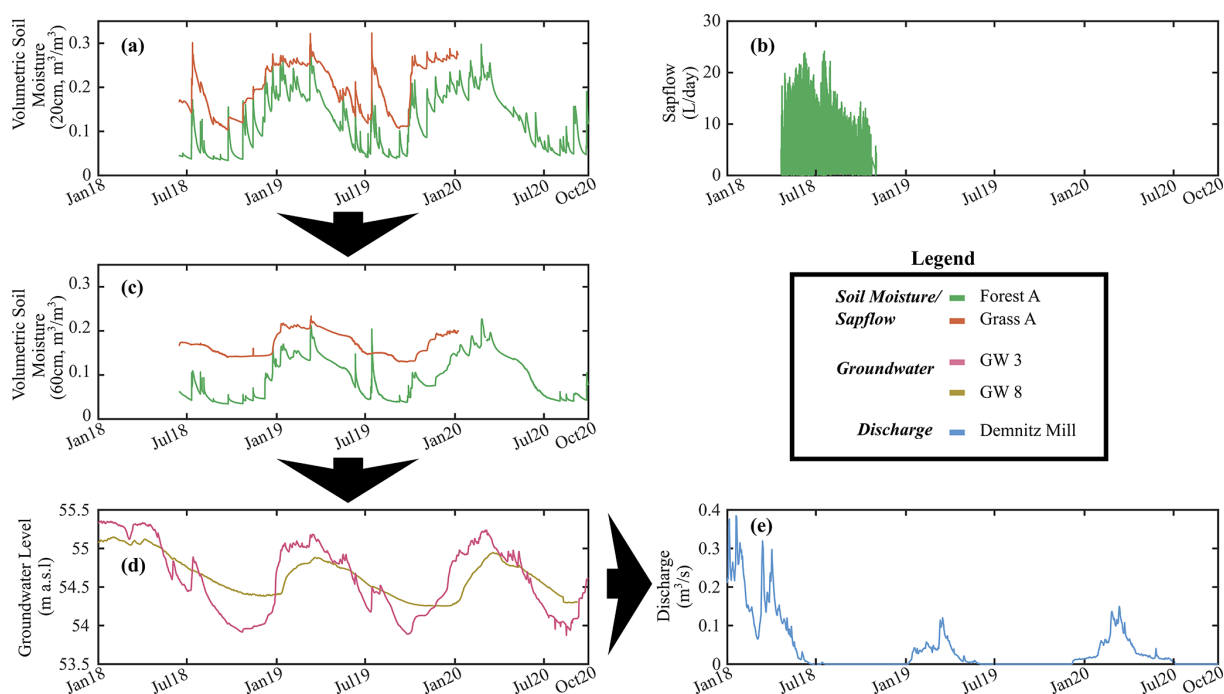 Volumetric Soil
Moisture
(20cm, m³/m³)
0.3
0.2
0.1
0
(a)
Jan18
Jul18
Jan19
Jul19
Jan20
Jul20
Oct20
Sapflow
(L/day)
30
20
10
0
(b)
Jan18
Jul18
Jan19
Jul19
Jan20
Jul20
Oct20
Volumetric Soil
Moisture
(60cm, m³/m³)
0.3
0.2
0.1
0
(c)
Jan18
Jul18
Jan19
Jul19
Jan20
Jul20
Oct20
Legend
Soil Moisture/
Sapflow
Forest A
Grass A
Groundwater
GW 3
GW 8
Discharge
Demnitz Mill
Groundwater Level
(m a.s.l)
55.5
55
54.5
54
53.5
(d)
Jan18
Jul18
Jan19
Jul19
Jan20
Jul20
Oct20
Discharge
(m³/s)
0.4
0.3
0.2
0.1
0
(e)
Jan18
Jul18
Jan19
Jul19
Jan20
Jul20
Oct20